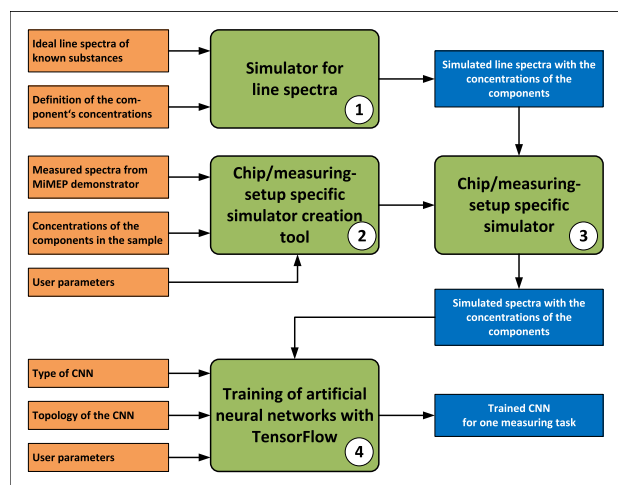 Ideal line spectra of
known substances
Definition of the com-
ponent's concentrations
Simulator for
line spectra
1
Simulated line spectra with the
concentrations of the
components
Measured spectra from
MiMEP demonstrator
Concentrations of the
components in the sample
User parameters
Chip/measuring-
setup specific
simulator creation
tool
2
Chip/measuring-
setup specific
simulator
3
Simulated spectra with the
concentrations of the
components
Type of CNN
Topology of the CNN
User parameters
Training of artificial
neural networks with
TensorFlow
4
Trained CNN
for one measuring task